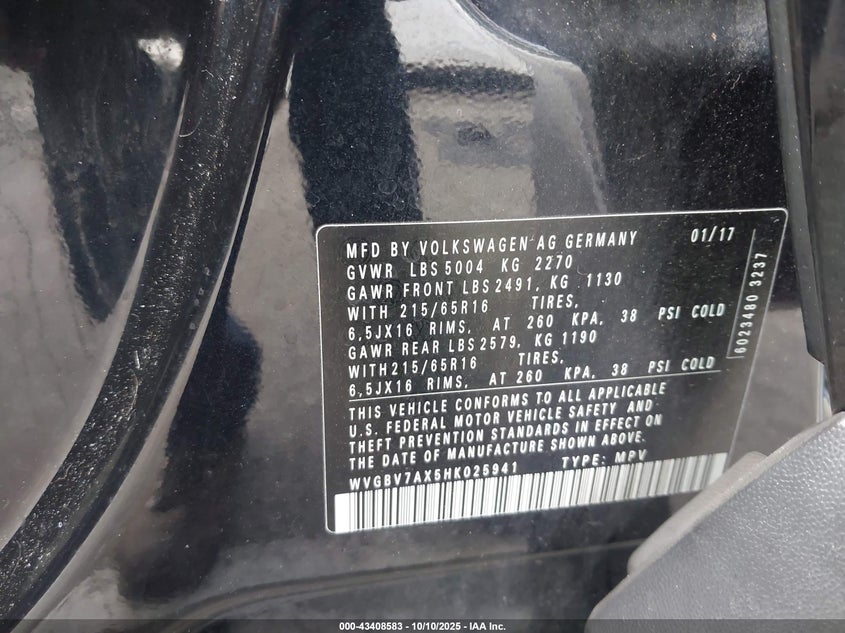 MFD BY VOLKSWAGEN AG GERMANY 01/17
GVWR LBS 5004 KG 2270
GAWR FRONT LBS 2491, KG 1130
WITH 215/65R16 TIRES,
6,5JX16 RIMS, AT 260 KPA, 38 PSI COLD
GAWR REAR LBS 2579, KG 1190
WITH215/65R16 TIRES,
6,5JX16 RIMS, AT 260 KPA, 38 PSI COLD
THIS VEHICLE CONFORMS TO ALL APPLICABLE
U.S. FEDERAL MOTOR VEHICLE SAFETY AND
THEFT PREVENTION STANDARDS IN EFFECT ON
THE DATE OF MANUFACTURE SHOWN ABOVE.
WVGBV7AX5HK025941 TYPE: MPV
6023480 3237
000-43408583 - 10/10/2025 - IAA Inc.